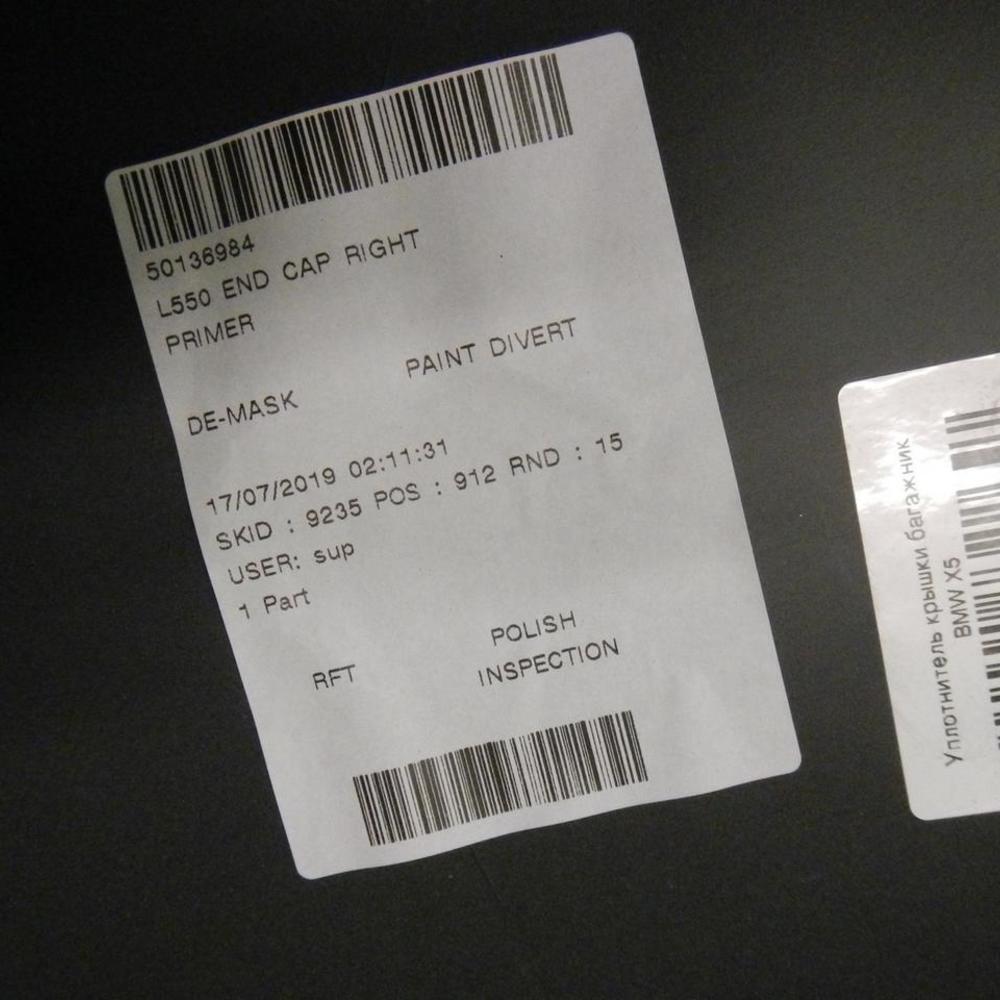 50136984
L550 END CAP RIGHT
PRIMER
PAINT DIVERT
DE-MASK
17/07/2019 02:11:31
SKID : 9235 POS : 912 RND : 15
USER: sup
1 Part
POLISH
RFT INSPECTION
Уплотнитель крышки багажник
BMW X5